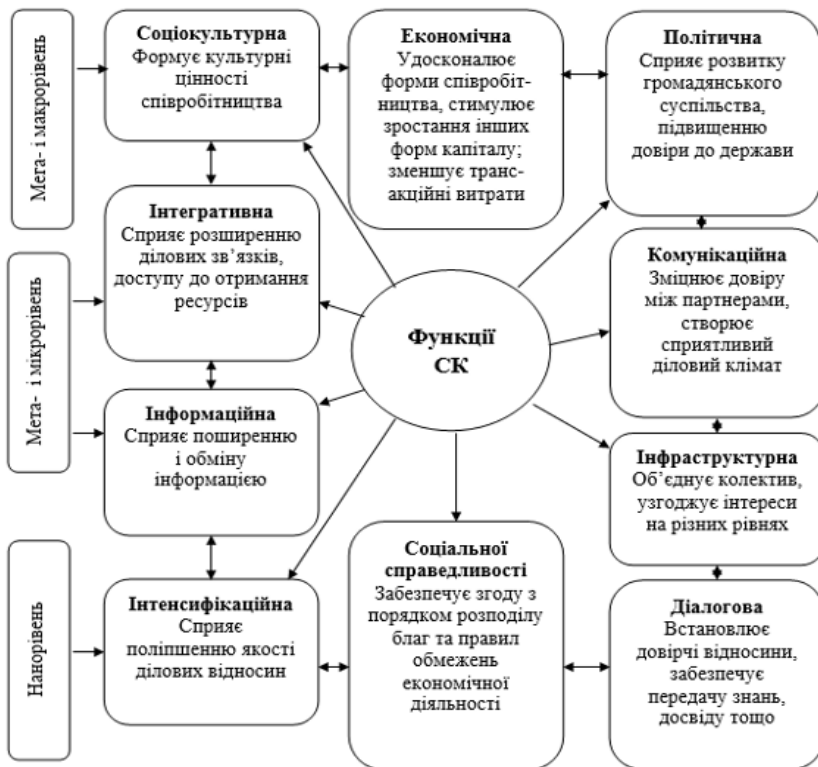 Мега- і макрорівень
Соціокультурна
Формує культурні
цінності
співробітництва
Економічна
Удосконалює
форми співробіт-
ництва, стимулює
зростання інших
форм капіталу;
зменшує транс-
акційні витрати
Політична
Сприяє розвитку
громадянського
суспільства,
підвищенню
довіри до держави
Мета- і мікрорівень
Інтегративна
Сприяє розширенню
ділових зв’язків,
доступу до отримання
ресурсів
Функції
СК
Комунікаційна
Зміцнює довіру
між партнерами,
створює
сприятливий
діловий клімат
Інформаційна
Сприяє поширенню
і обміну
інформацією
Інфраструктурна
Об’єднує колектив,
узгоджує інтереси
на різних рівнях
Нанорівень
Інтенсифікаційна
Сприяє
поліпшенню якості
ділових відносин
Соціальної
справедливості
Забезпечує згоду з
порядком розподілу
благ та правил
обмежень
економічної
діяльності
Діалогова
Встановлює
довірчі відносини,
забезпечує
передачу знань,
досвіду тощо